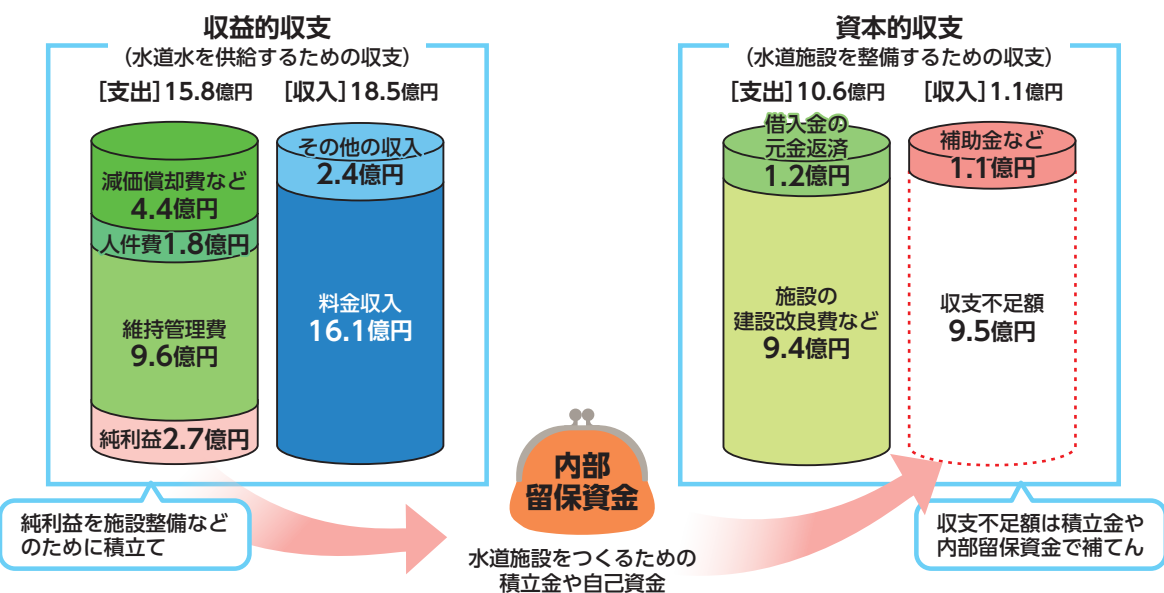 収益的収支
（水道水を供給するための収支）
［支出］15.8億円
［収入］18.5億円
減価償却費など
4.4億円
人件費1.8億円
維持管理費
9.6億円
純利益2.7億円
その他の収入
2.4億円
料金収入
16.1億円
純利益を施設整備など
のために積立て
内部
留保資金
水道施設をつくるための
積立金や自己資金
資本的収支
（水道施設を整備するための収支）
［支出］10.6億円
［収入］1.1億円
借入金の
元金返済
1.2億円
施設の
建設改良費など
9.4億円
補助金など
1.1億円
収支不足額
9.5億円
収支不足額は積立金や
内部留保資金で補てん